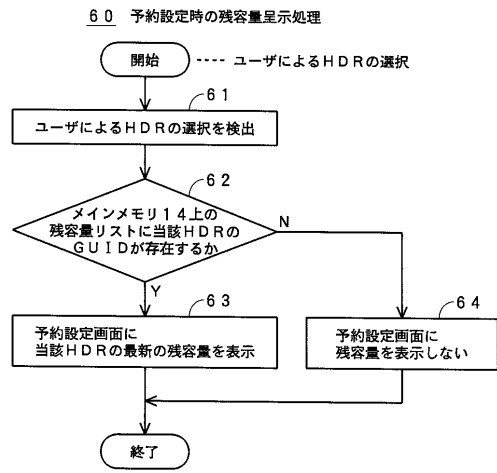 60 予約設定時の残容量呈示処理
開始
ユーザによるHDRの選択
61
ユーザによるHDRの選択を検出
62
メインメモリ14上の
残容量リストに当該HDRの
GUIDが存在するか
N
Y
63
予約設定画面に
当該HDRの最新の残容量を表示
64
予約設定画面に
残容量を表示しない
終了